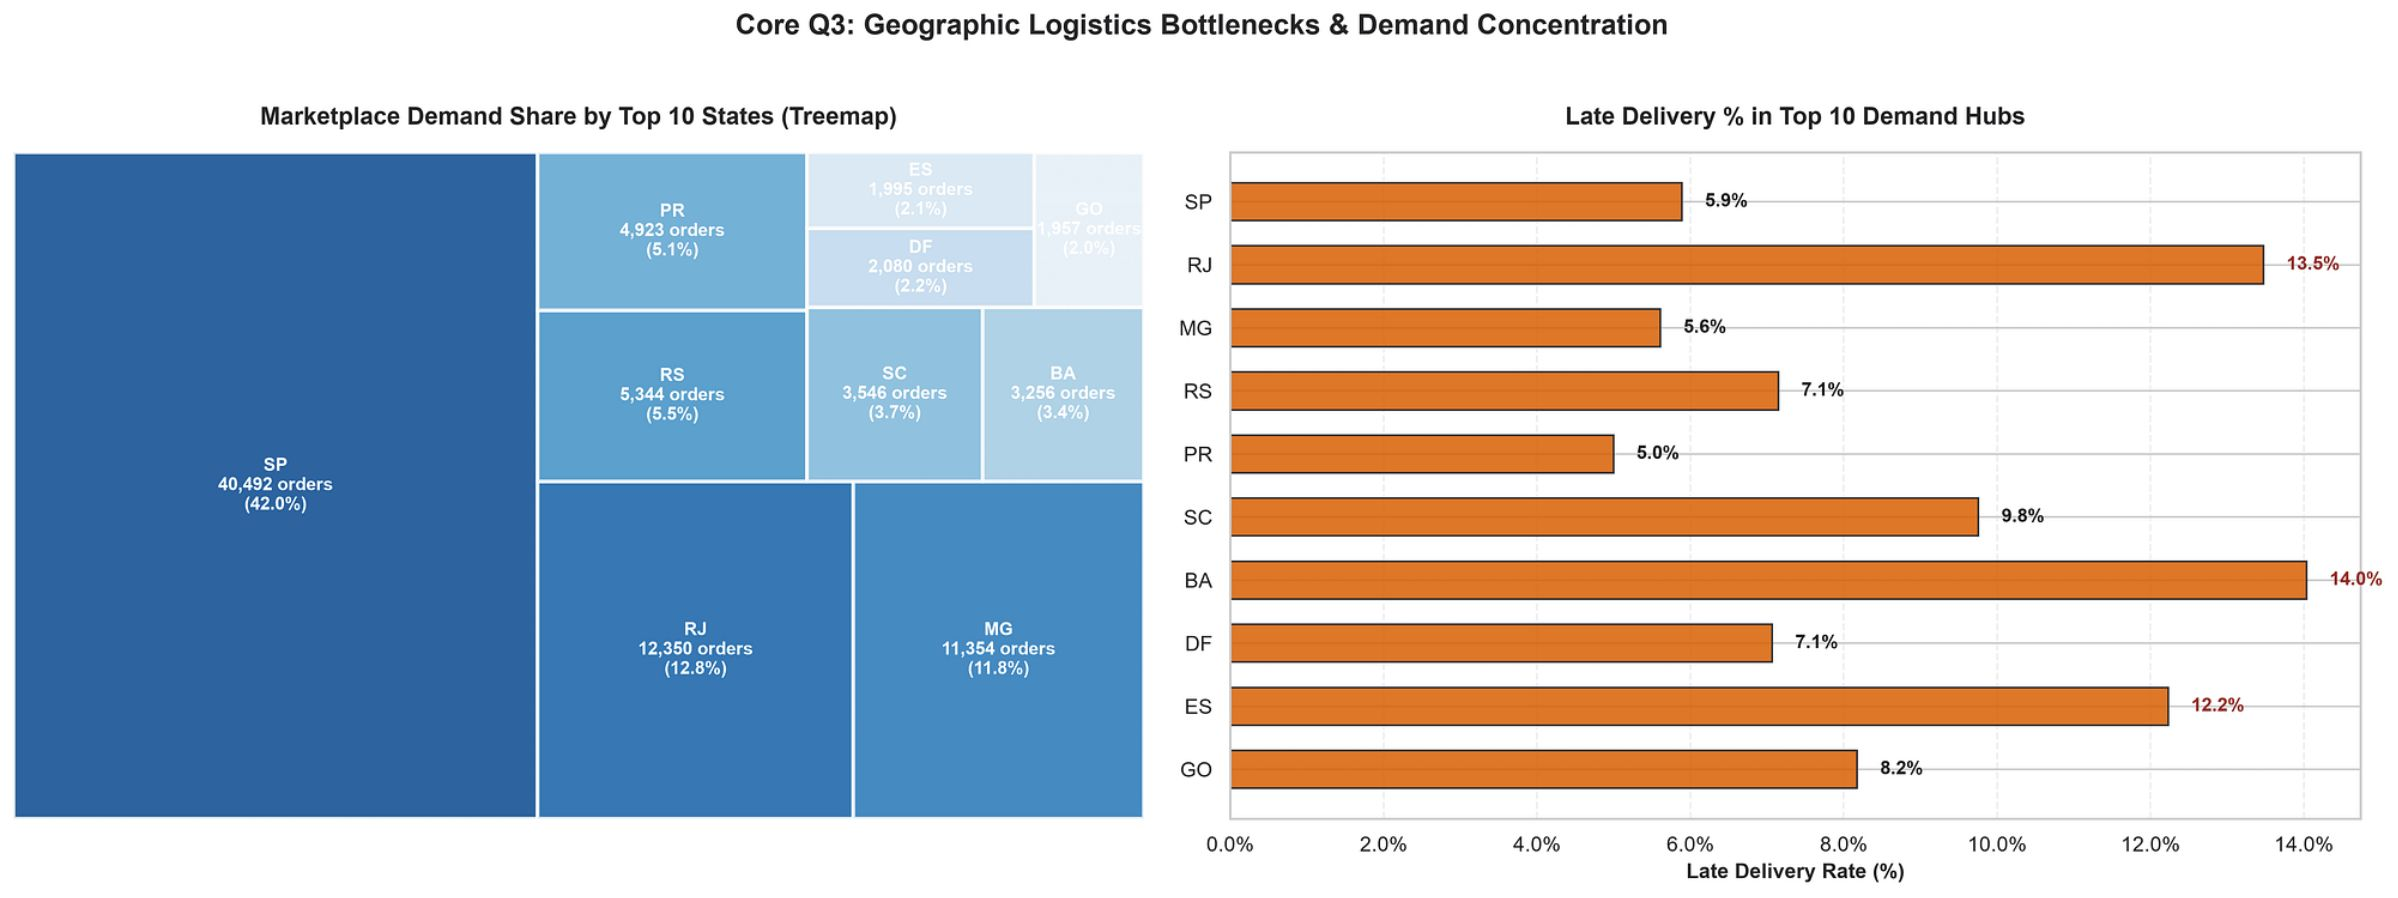 Core Q3: Geographic Logistics Bottlenecks & Demand Concentration
Marketplace Demand Share by Top 10 States (Treemap)
SP
40,492 orders
(42.0%)
PR
4,923 orders
(5.1%)
ES
1,995 orders
(2.1%)
GO
1,957 orders
(2.0%)
DF
2,080 orders
(2.2%)
RS
5,344 orders
(5.5%)
SC
3,546 orders
(3.7%)
BA
3,256 orders
(3.4%)
RJ
12,350 orders
(12.8%)
MG
11,354 orders
(11.8%)
Late Delivery % in Top 10 Demand Hubs
SP 5.9%
RJ 13.5%
MG 5.6%
RS 7.1%
PR 5.0%
SC 9.8%
BA 14.0%
DF 7.1%
ES 12.2%
GO 8.2%
0.0% 2.0% 4.0% 6.0% 8.0% 10.0% 12.0% 14.0%
Late Delivery Rate (%)